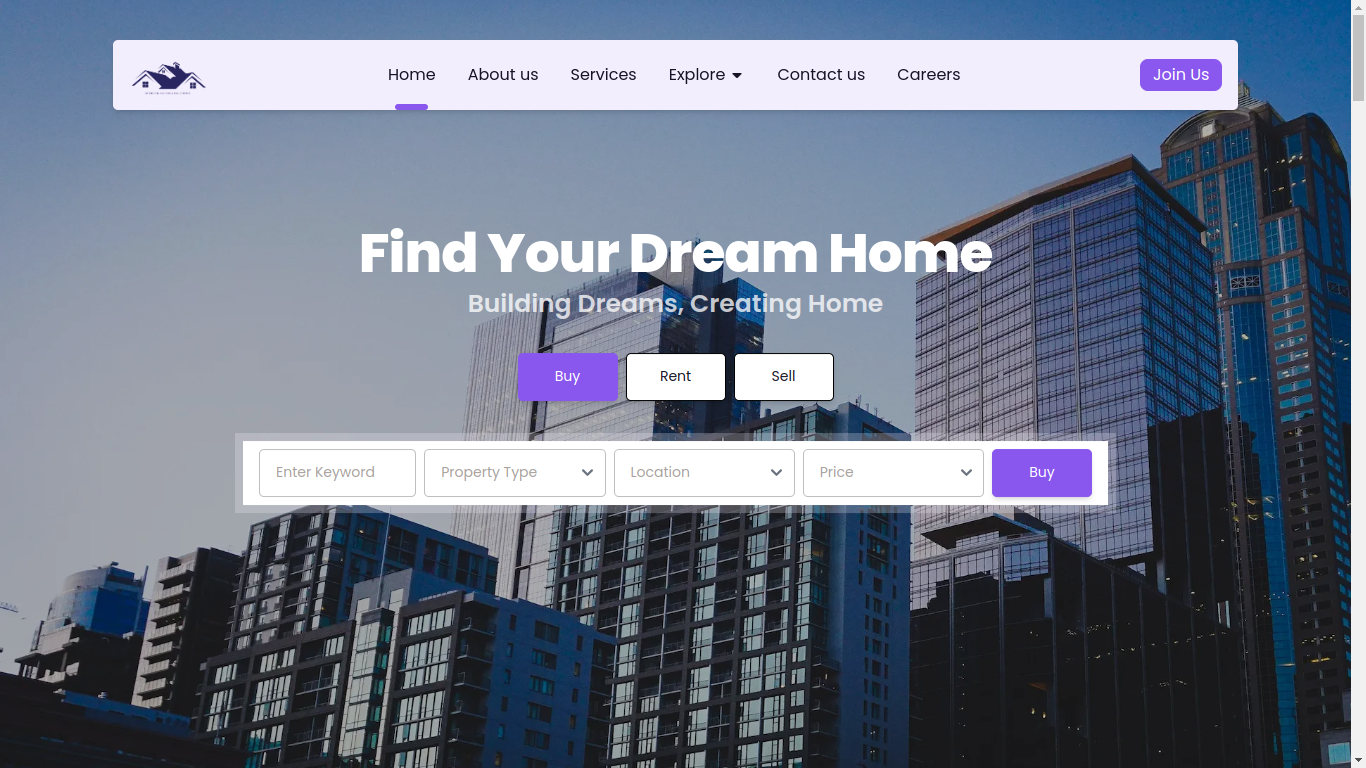 Home About us Services Explore Contact us Careers Join Us
Find Your Dream Home
Building Dreams, Creating Home
Buy Rent Sell
Enter Keyword Property Type Location Price Buy